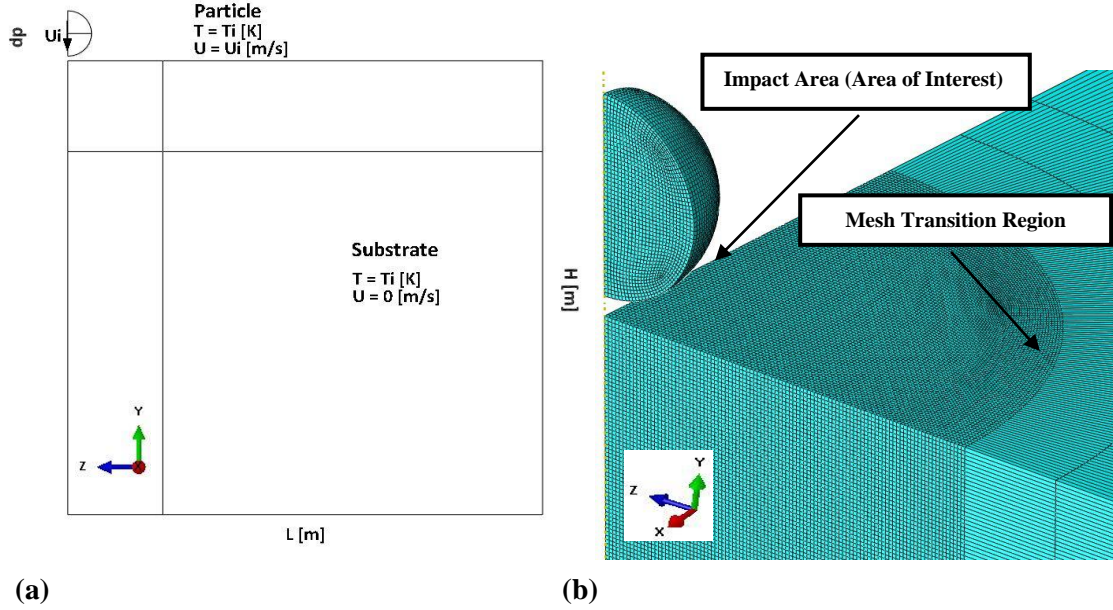 Particle
T = Ti [K]
U = Ui [m/s]
dp
Ui
Substrate
T = Ti [K]
U = 0 [m/s]
H [m]
Y
Z
X
L [m]
(a)
Impact Area (Area of Interest)
Mesh Transition Region
Y
Z
X
(b)